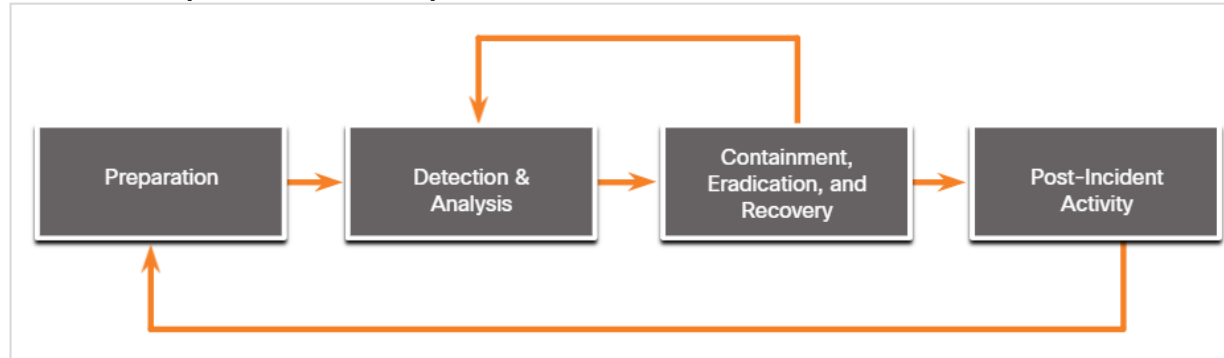 Preparation
Detection &
Analysis
Containment,
Eradication, and
Recovery
Post-Incident
Activity